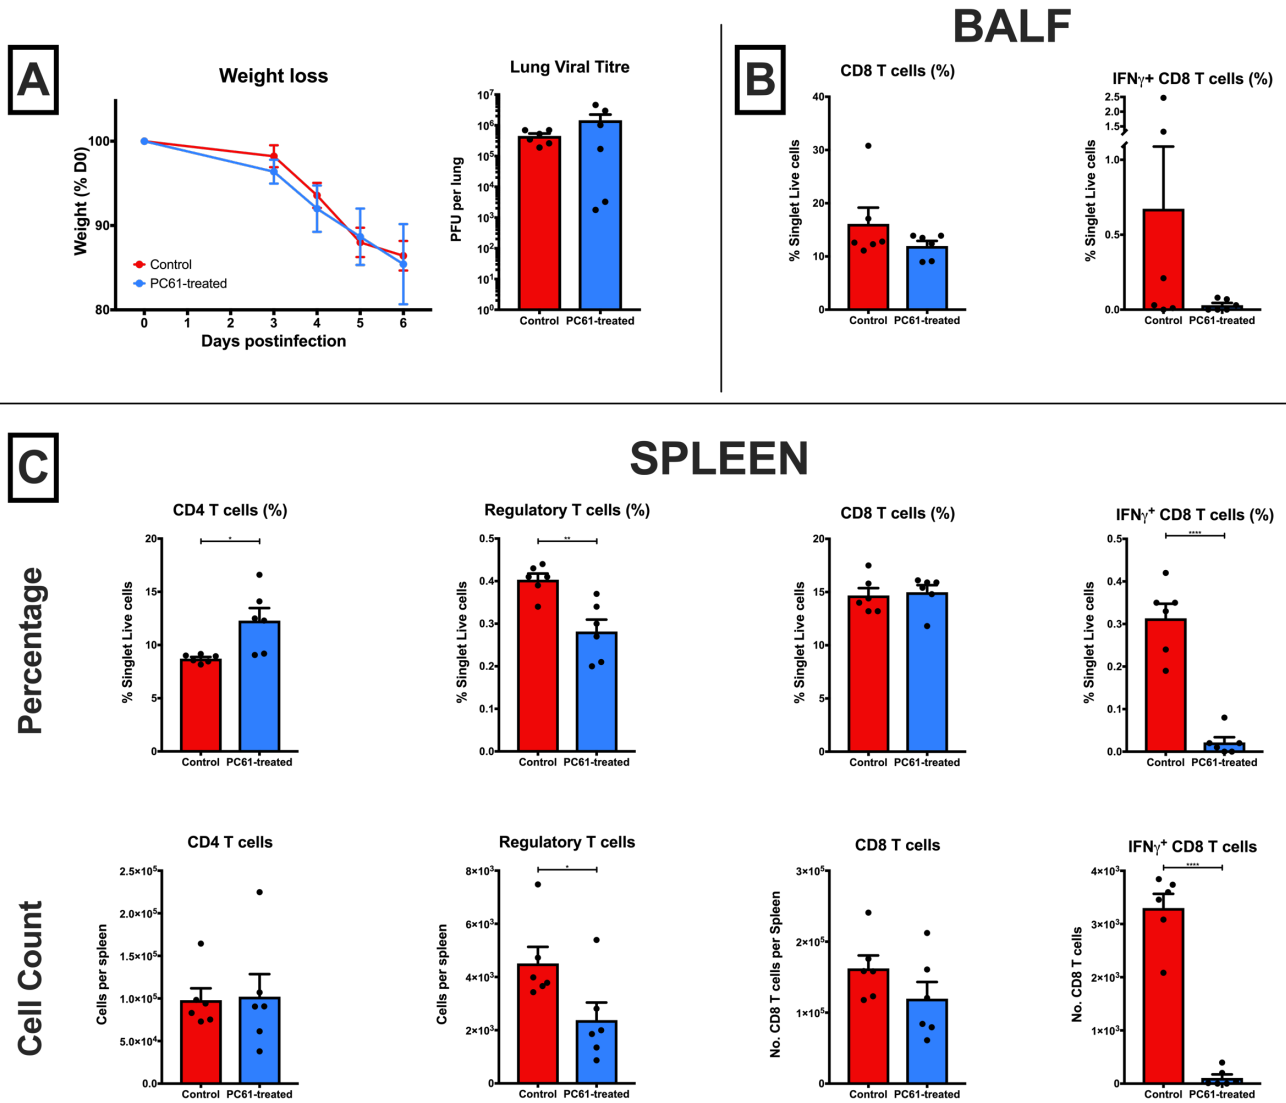 BALF
A
Weight loss
Weight (% D0)
100
90
80
Control
PC61-treated
0 1 2 3 4 5 6
Days postinfection
Lung Viral Titre
PFU per lung
10⁷
10⁶
10⁵
10⁴
10³
10²
10¹
10⁰
Control PC61-treated
B
CD8 T cells (%)
% Singlet Live cells
40
30
20
10
0
Control PC61-treated
IFNγ+ CD8 T cells (%)
% Singlet Live cells
2.5
2.0
1.5
1.0
0.5
0.0
Control PC61-treated
C
SPLEEN
Percentage
CD4 T cells (%)
% Singlet Live cells
20
15
10
5
0
*
Control PC61-treated
Regulatory T cells (%)
% Singlet Live cells
0.5
0.4
0.3
0.2
0.1
0.0
**
Control PC61-treated
CD8 T cells (%)
% Singlet Live cells
20
15
10
5
0
Control PC61-treated
IFNγ⁺ CD8 T cells (%)
% Singlet Live cells
0.5
0.4
0.3
0.2
0.1
0.0
****
Control PC61-treated
Cell Count
CD4 T cells
Cells per spleen
2.5×10⁵
2.0×10⁵
1.5×10⁵
1.0×10⁵
5.0×10⁴
0.0
Control PC61-treated
Regulatory T cells
Cells per spleen
8×10³
6×10³
4×10³
2×10³
0
*
Control PC61-treated
CD8 T cells
No. CD8 T cells per Spleen
3×10⁵
2×10⁵
1×10⁵
0
Control PC61-treated
IFNγ⁺ CD8 T cells
No. CD8 T cells
4×10³
3×10³
2×10³
1×10³
0
****
Control PC61-treated